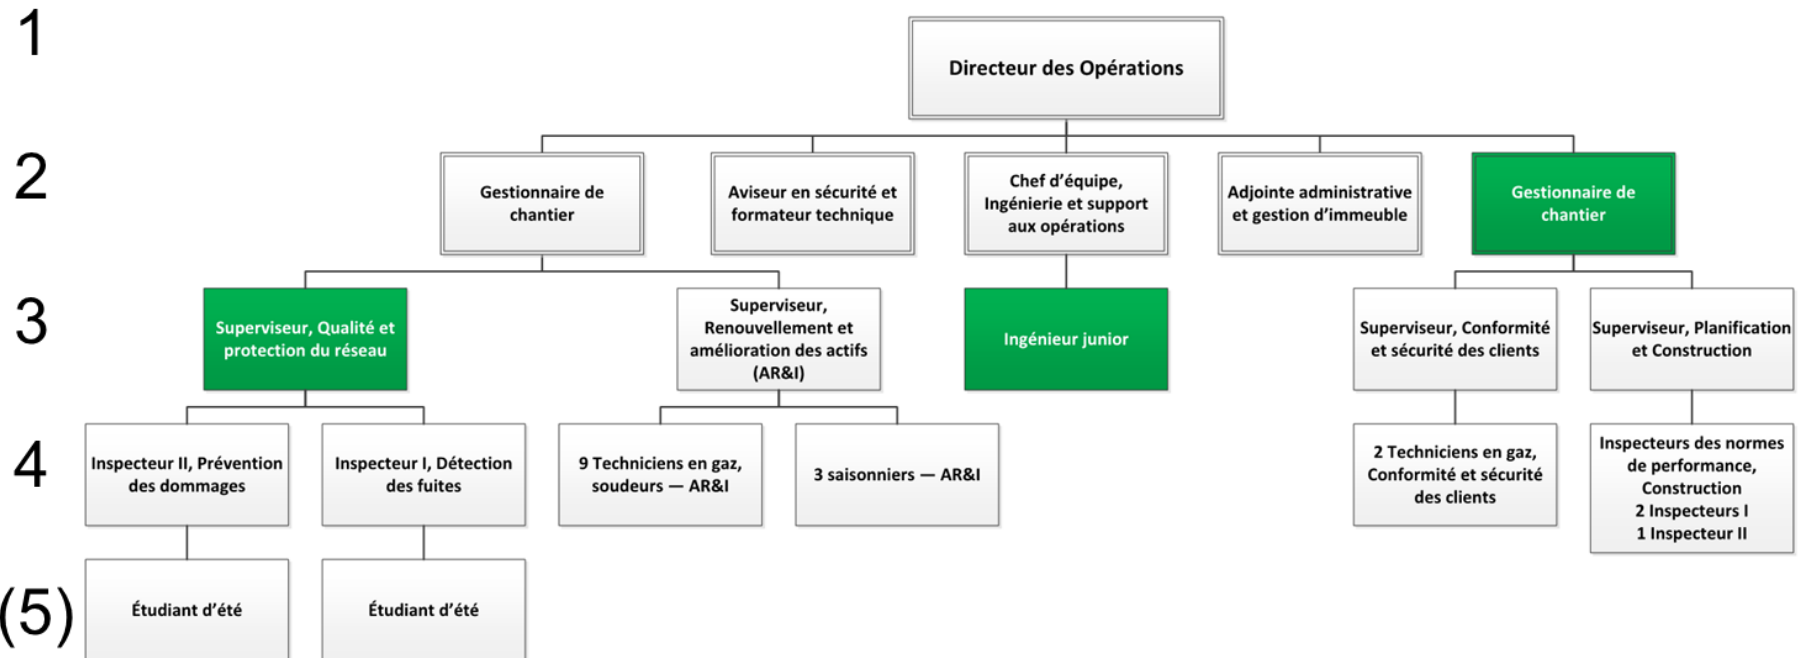 1
Directeur des Opérations
2
Gestionnaire de
chantier
Aviseur en sécurité et
formateur technique
Chef d’équipe,
Ingénierie et support
aux opérations
Adjointe administrative
et gestion d’immeuble
Gestionnaire de
chantier
3
Superviseur, Qualité et
protection du réseau
Superviseur,
Renouvellement et
amélioration des actifs
(AR&I)
Ingénieur junior
Superviseur, Conformité
et sécurité des clients
Superviseur, Planification
et Construction
4
Inspecteur II, Prévention
des dommages
Inspecteur I, Détection
des fuites
9 Techniciens en gaz,
soudeurs — AR&I
3 saisonniers — AR&I
2 Techniciens en gaz,
Conformité et sécurité
des clients
Inspecteurs des normes
de performance,
Construction
2 Inspecteurs I
1 Inspecteur II
(5)
Étudiant d’été
Étudiant d’été